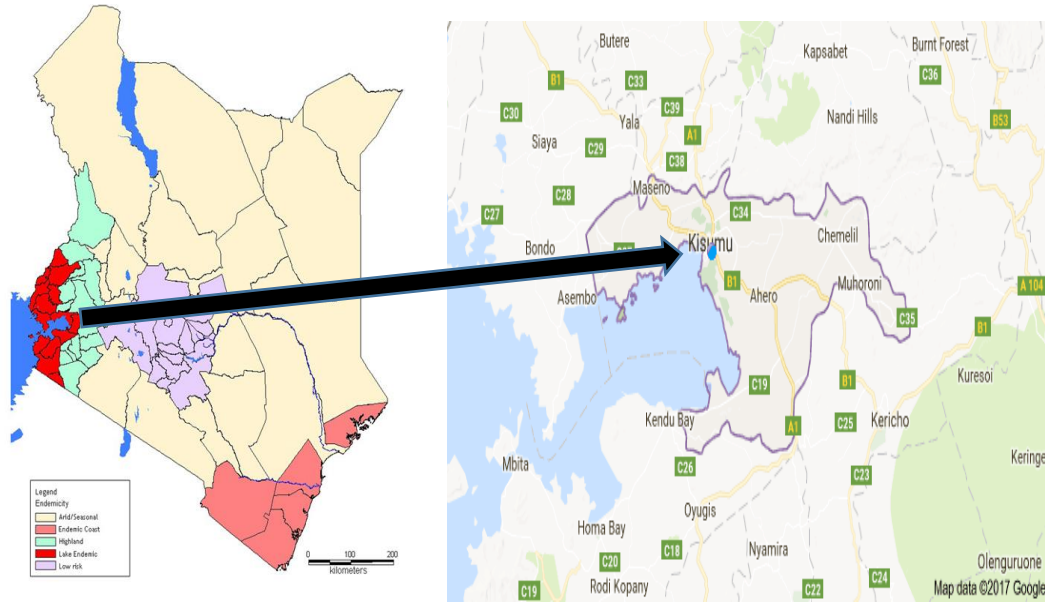 Legend
Endemicity
Arid/Seasonal
Endemic Coast
Highland
Lake Endemic
Low risk
0 100 200
kilometers
Butere
Kapsabet
Burnt Forest
B1
C33
C36
C30
C39
Yala
Nandi Hills
B53
Siaya
C29
A1
C38
Maseno
C28
C27
C34
Bondo
Kisumu
Chemelil
B1
Muhoroni
Asembo
Ahero
A 104
C35
B1
C19
B1
Kuresoi
Kendu Bay
A1
C25
Kericho
Mbita
C26
C23
Keringe
Oyugis
Homa Bay
C18
Nyamira
C20
Olenguruone
C19
Rodi Kopany
C22
C24
Map data ©2017 Google